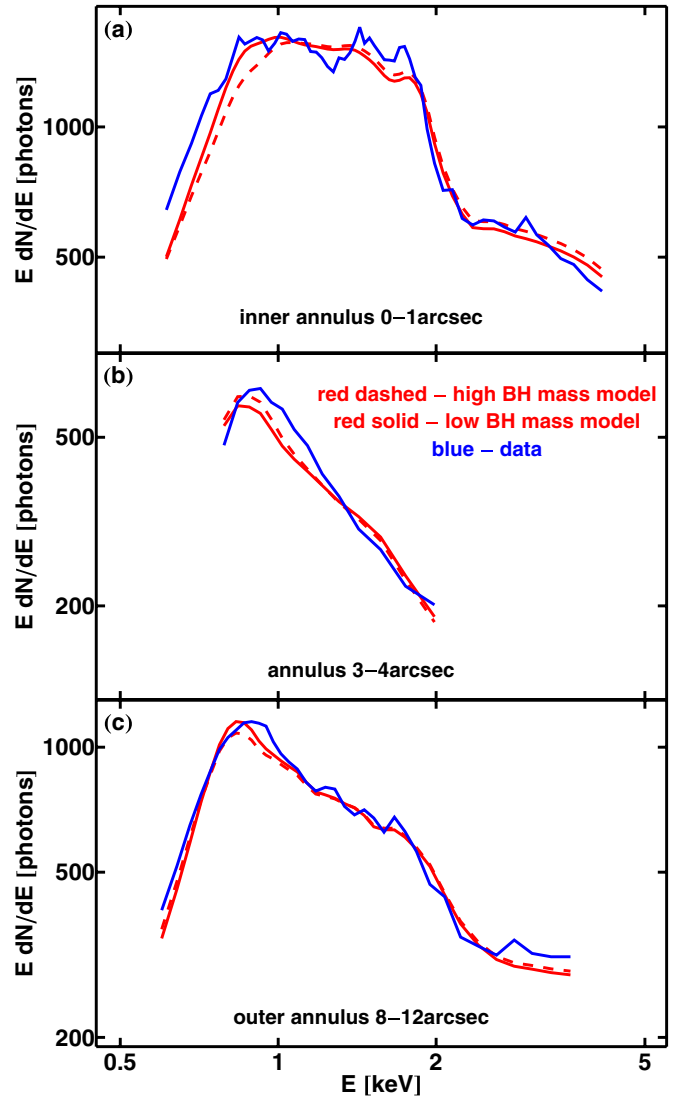 (a)
1000
500
E dN/dE [photons]
inner annulus 0−1arcsec
(b)
red dashed − high BH mass model
red solid − low BH mass model
blue − data
500
200
E dN/dE [photons]
annulus 3−4arcsec
(c)
1000
500
200
E dN/dE [photons]
outer annulus 8−12arcsec
0.5 1 2 5
E [keV]